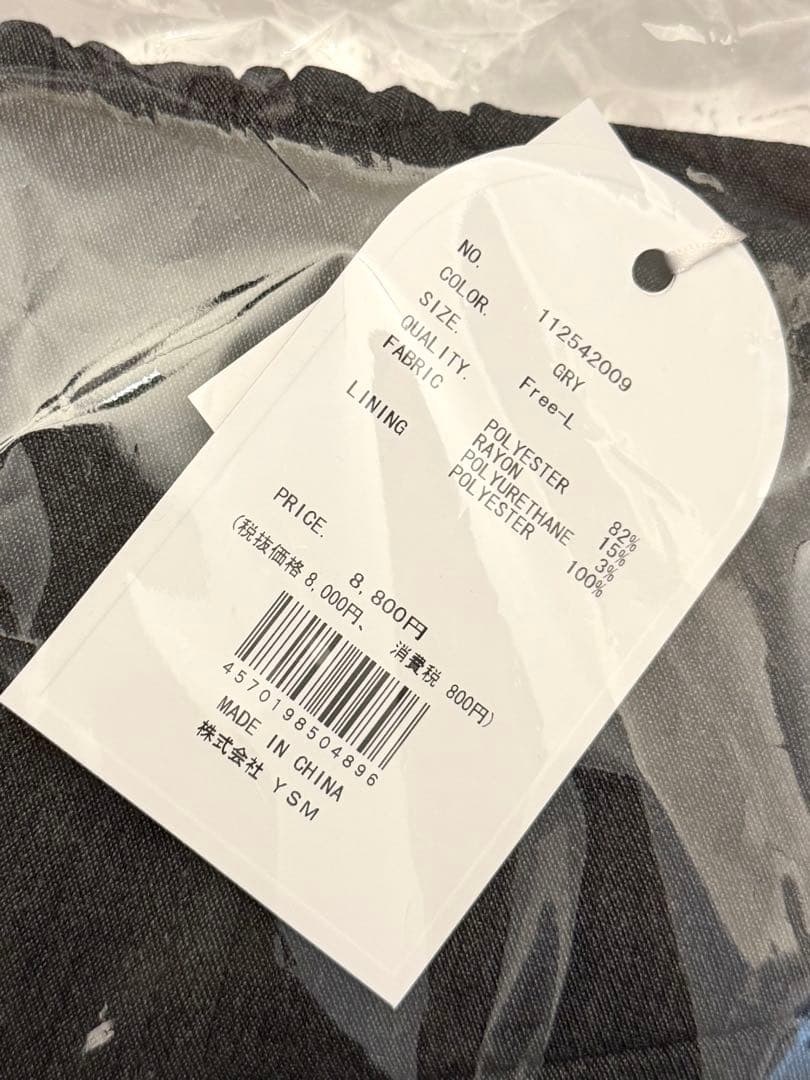 NO. 112542009
COLOR. GRY
SIZE. Free-L
QUALITY.
FABRIC POLYESTER 82%
RAYON 15%
POLYURETHANE 3%
LINING POLYESTER 100%
PRICE. 8,800円
(税抜価格 8,000円、 消費税 800円)
4570198504896
MADE IN CHINA
株式会社 YSM